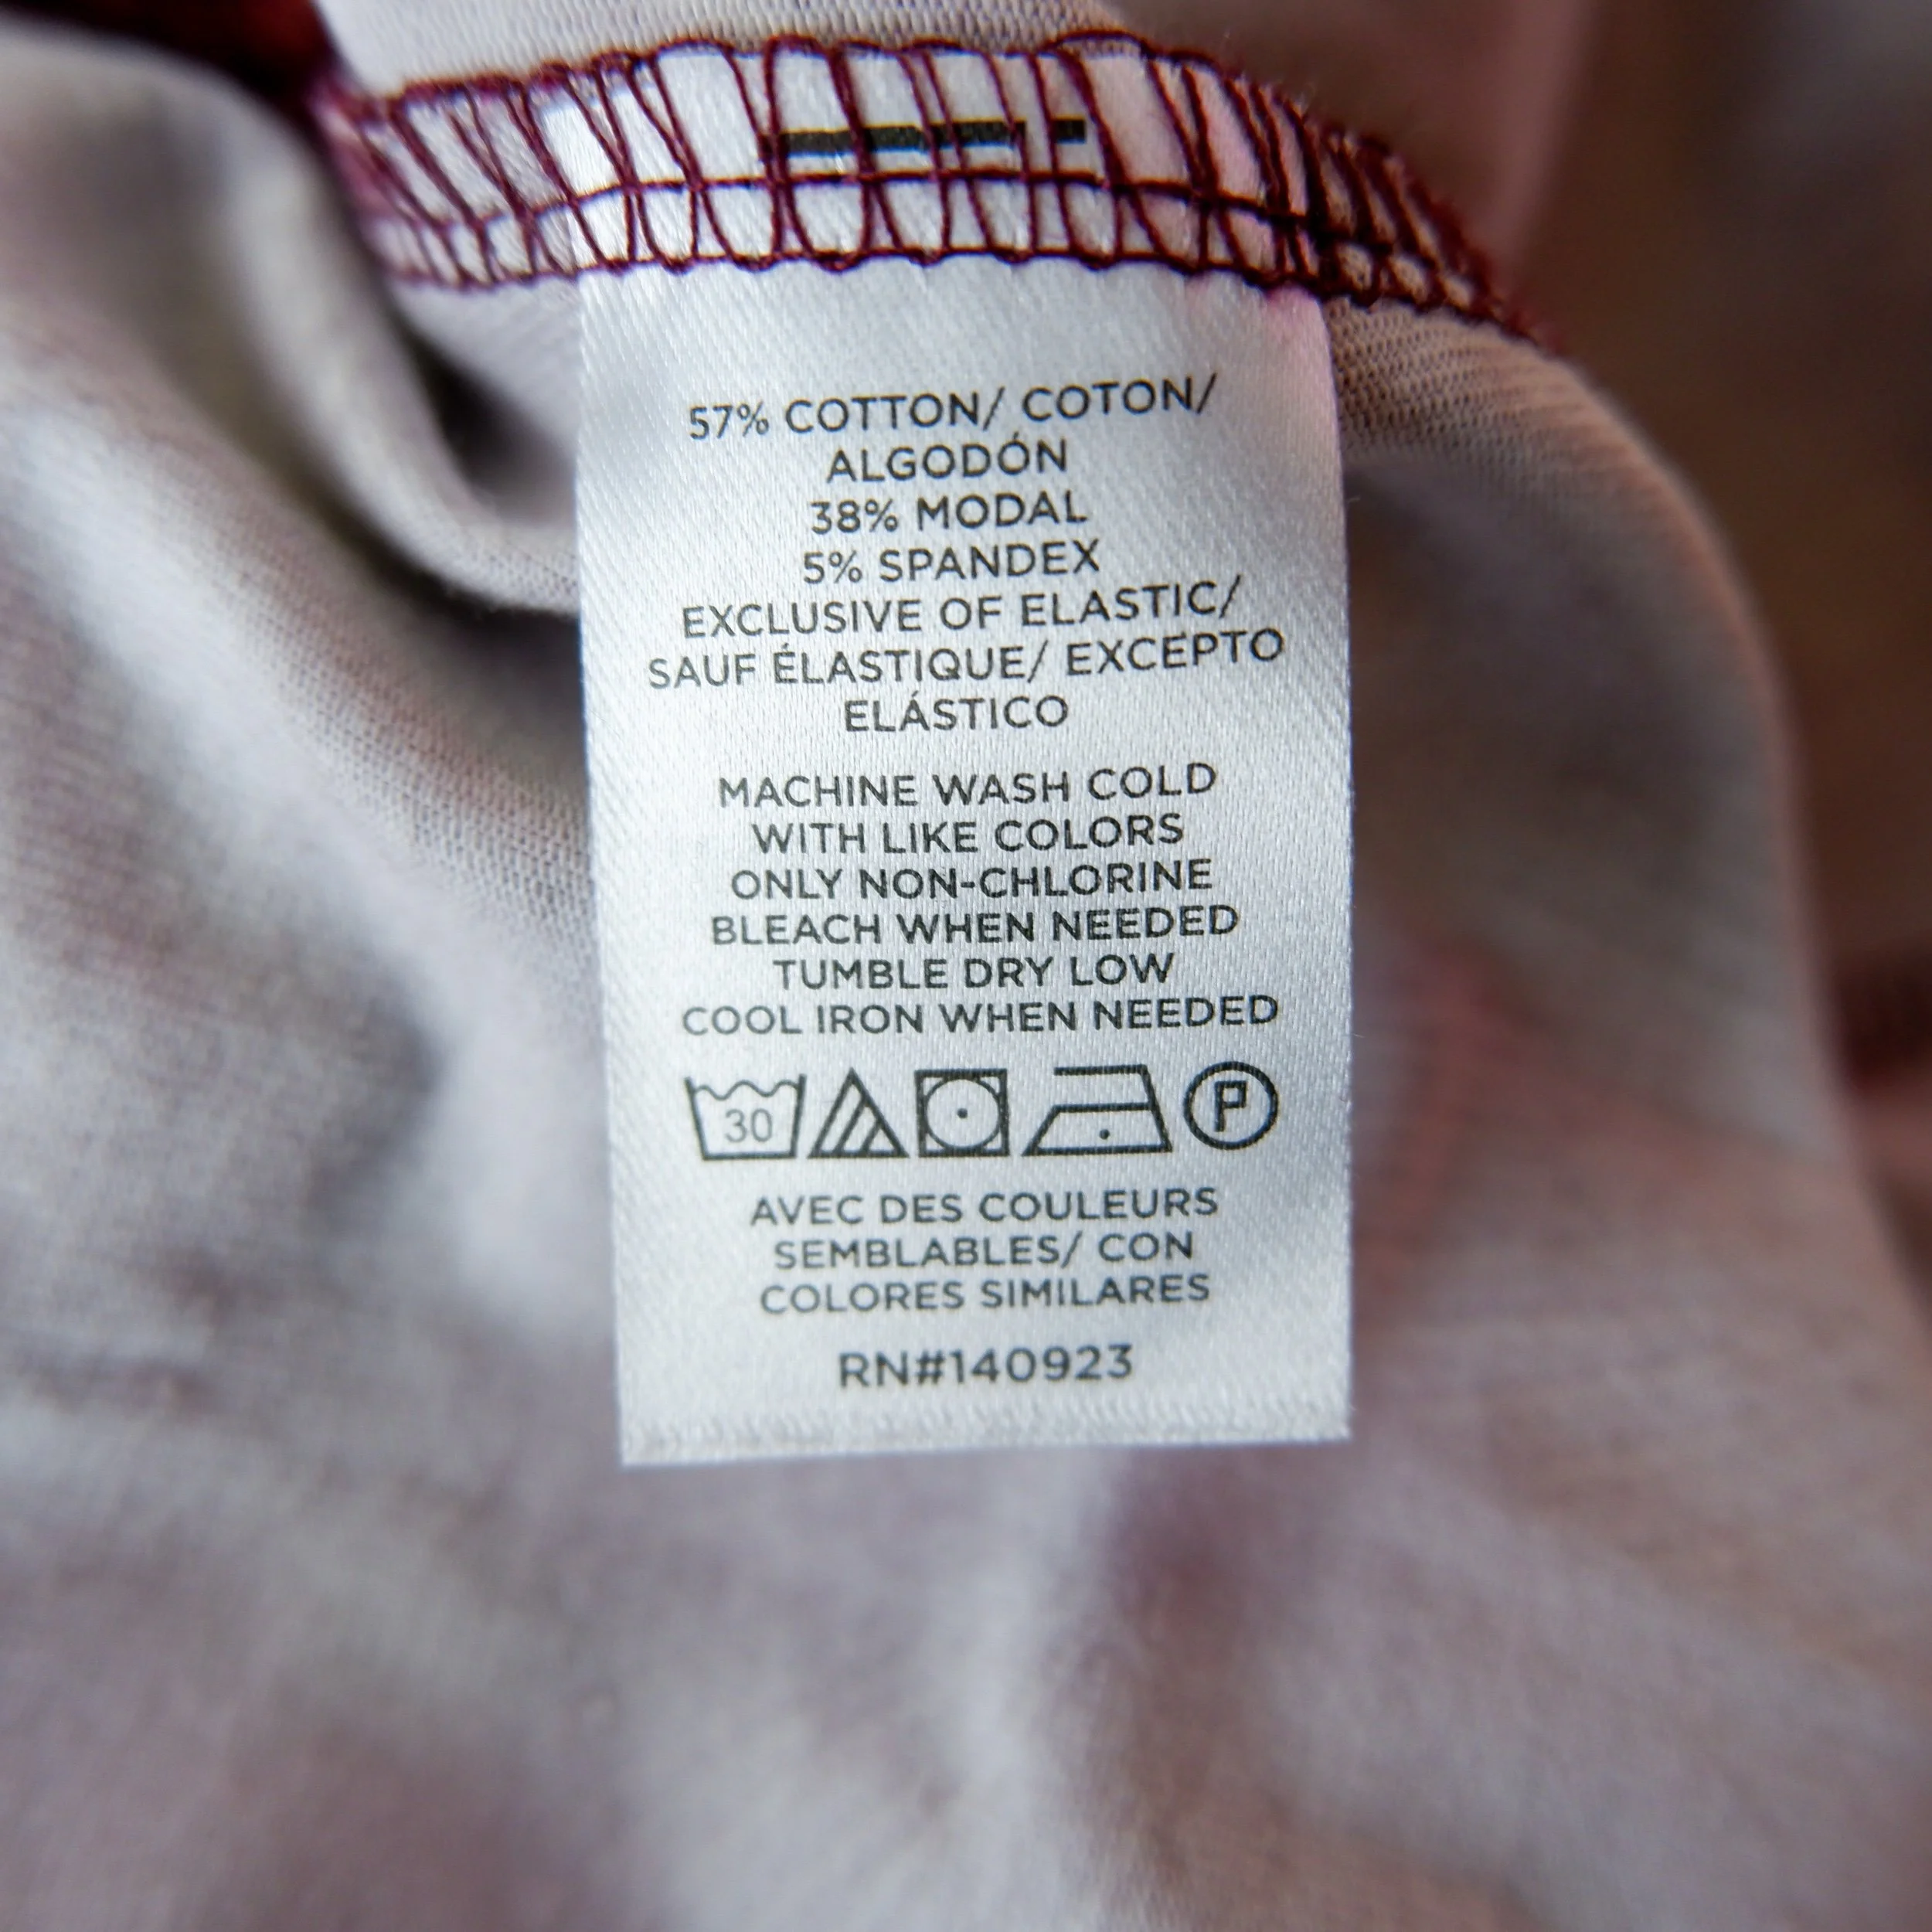 57% COTTON/ COTON/
ALGODÓN
38% MODAL
5% SPANDEX
EXCLUSIVE OF ELASTIC/
SAUF ÉLASTIQUE/ EXCEPTO
ELÁSTICO
MACHINE WASH COLD
WITH LIKE COLORS
ONLY NON-CHLORINE
BLEACH WHEN NEEDED
TUMBLE DRY LOW
COOL IRON WHEN NEEDED
30 P
AVEC DES COULEURS
SEMBLABLES/ CON
COLORES SIMILARES
RN#140923